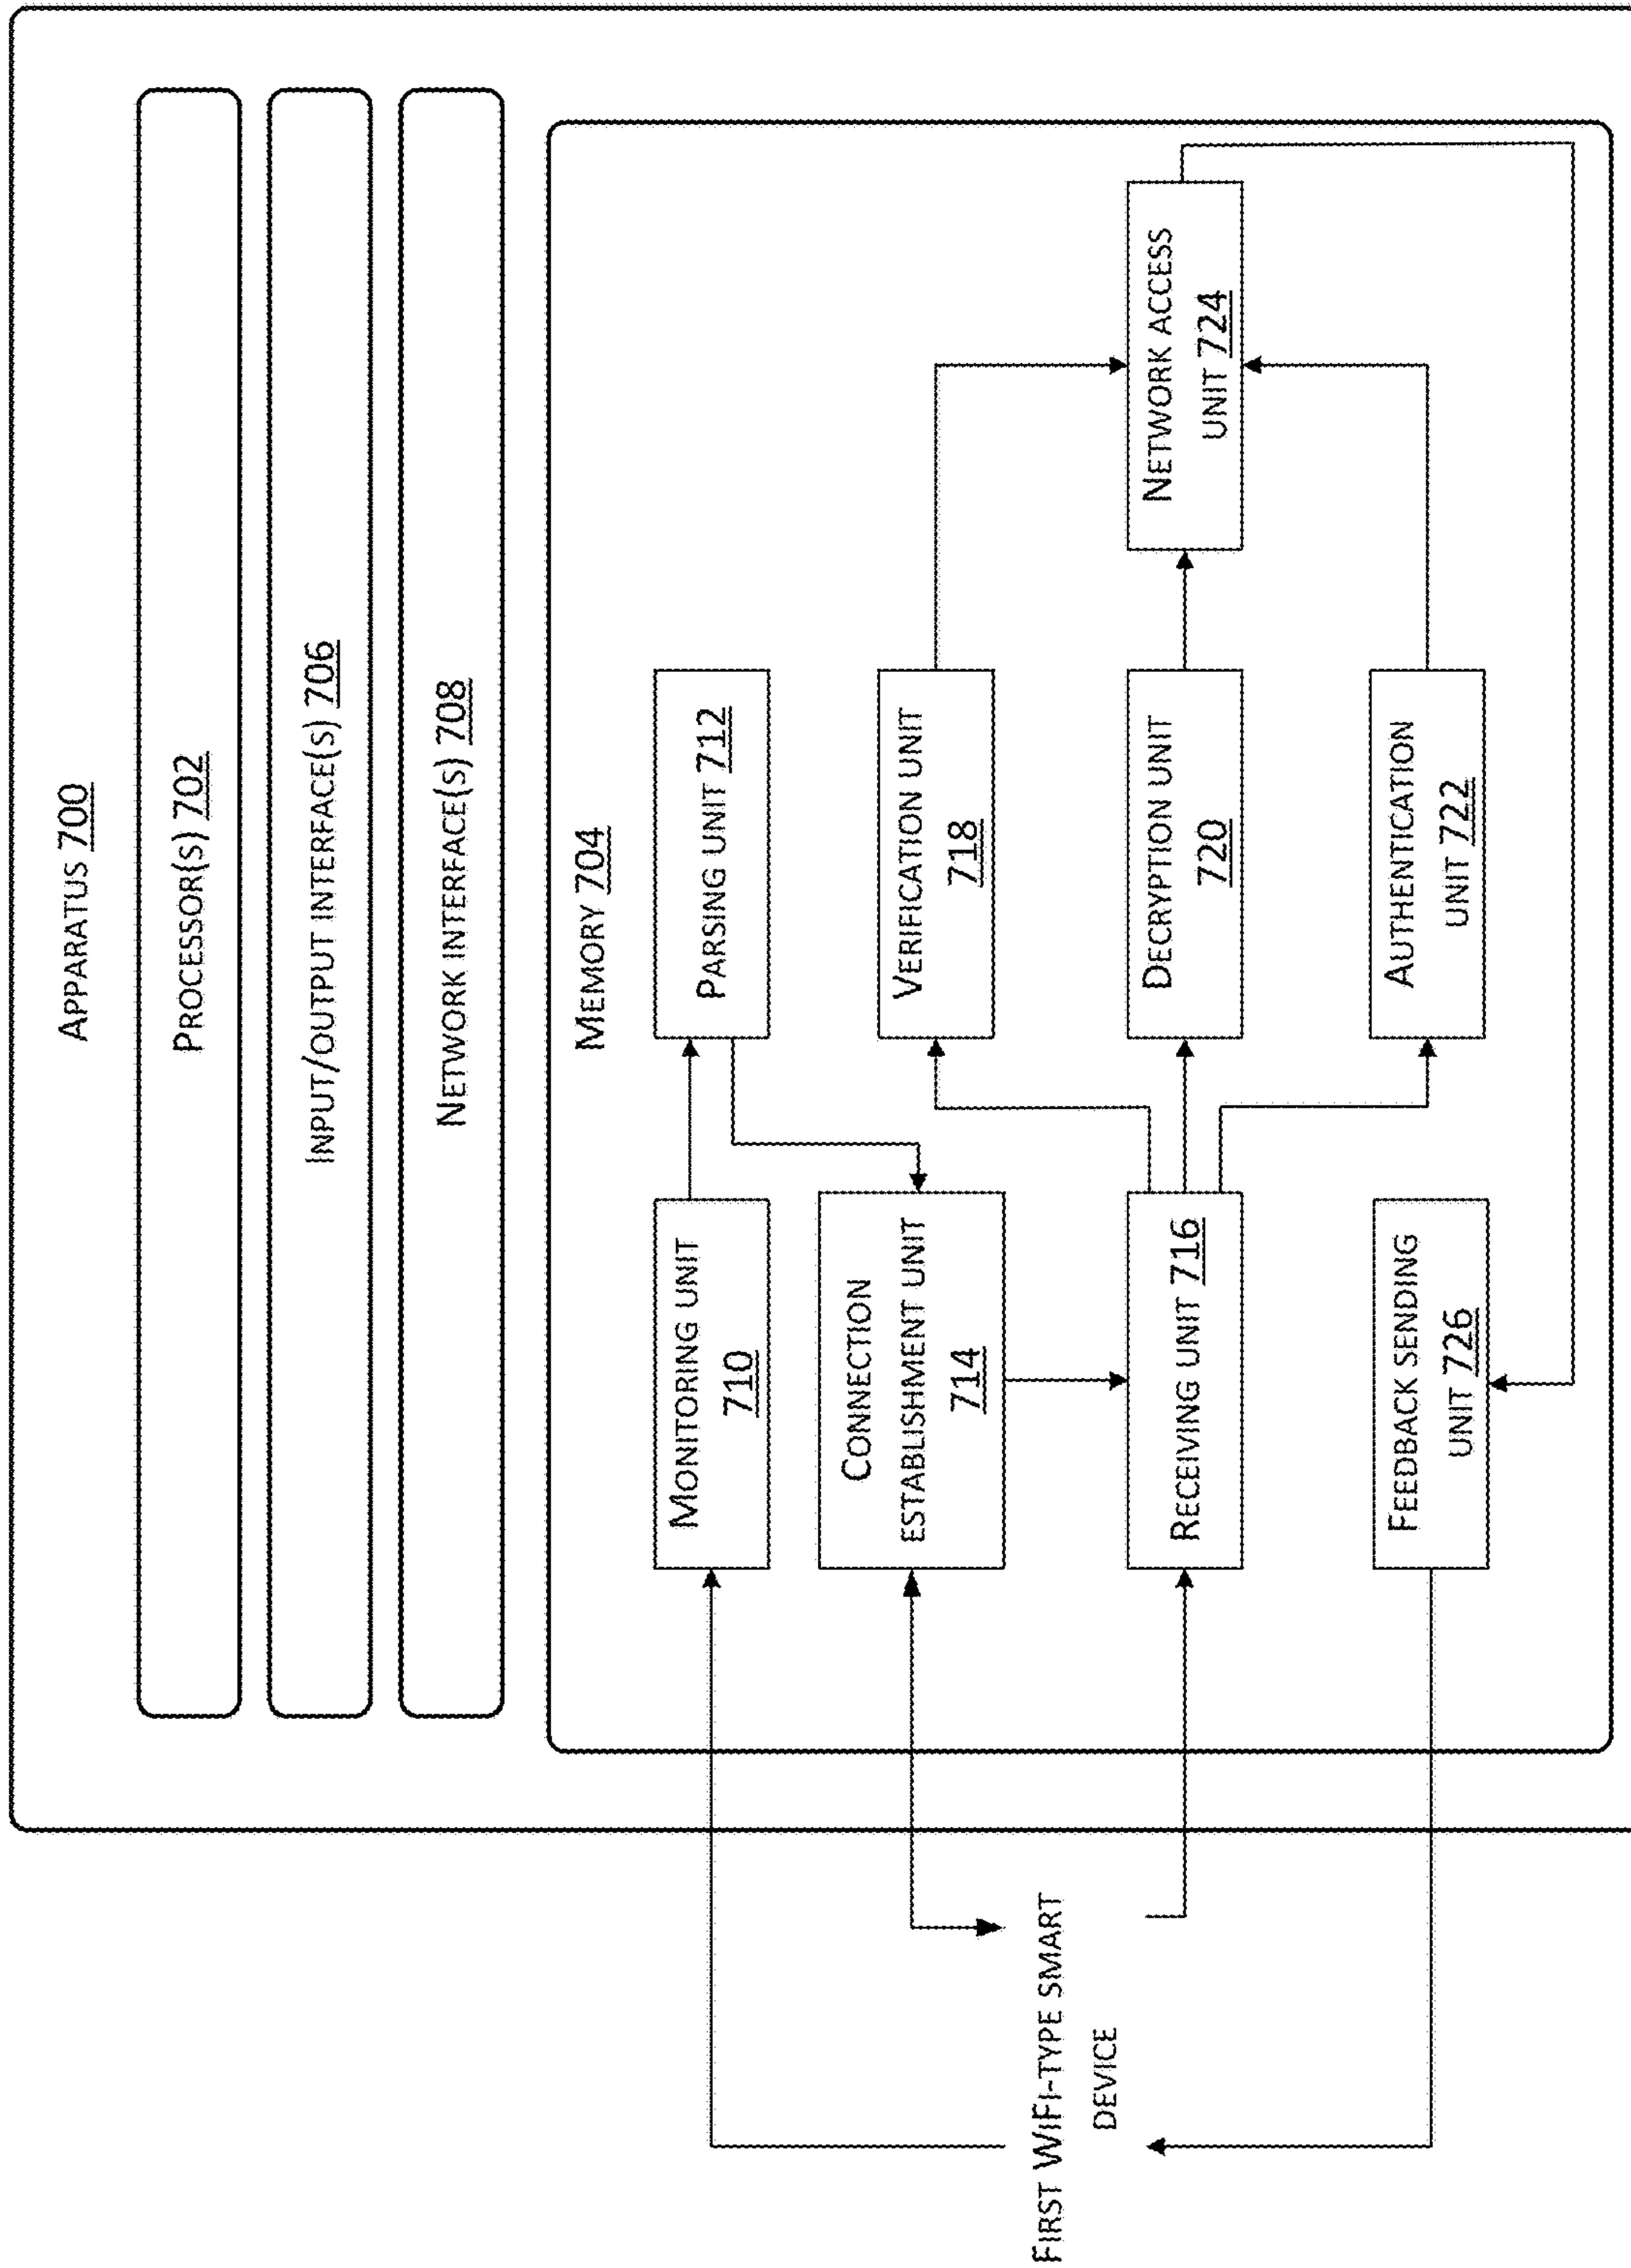 APPARATUS 700
PROCESSOR(S) 702
INPUT/OUTPUT INTERFACE(S) 706
NETWORK INTERFACE(S) 708
MEMORY 704
MONITORING UNIT
710
PARSING UNIT 712
CONNECTION
ESTABLISHMENT UNIT
714
VERIFICATION UNIT
718
FIRST WIFI-TYPE SMART
DEVICE
RECEIVING UNIT 716
DECRYPTION UNIT
720
NETWORK ACCESS
UNIT 724
FEEDBACK SENDING
UNIT 726
AUTHENTICATION
UNIT 722